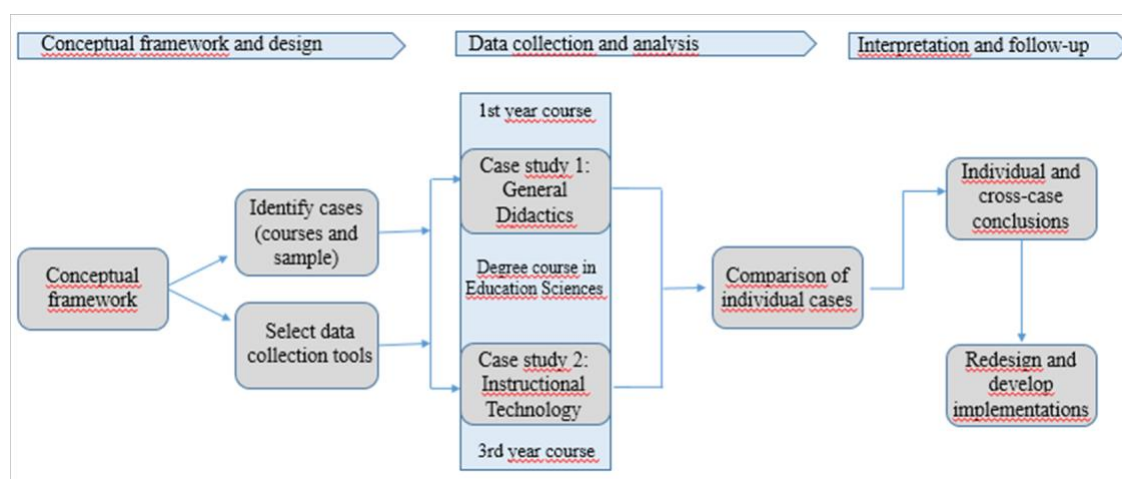 Conceptual framework and design
Data collection and analysis
Interpretation and follow-up
Conceptual
framework
Identify cases
(courses and
sample)
Select data
collection tools
1st year course
Case study 1:
General
Didactics
Degree course in
Education Sciences
Case study 2:
Instructional
Technology
3rd year course
Comparison of
individual cases
Individual and
cross-case
conclusions
Redesign and
develop
implementations